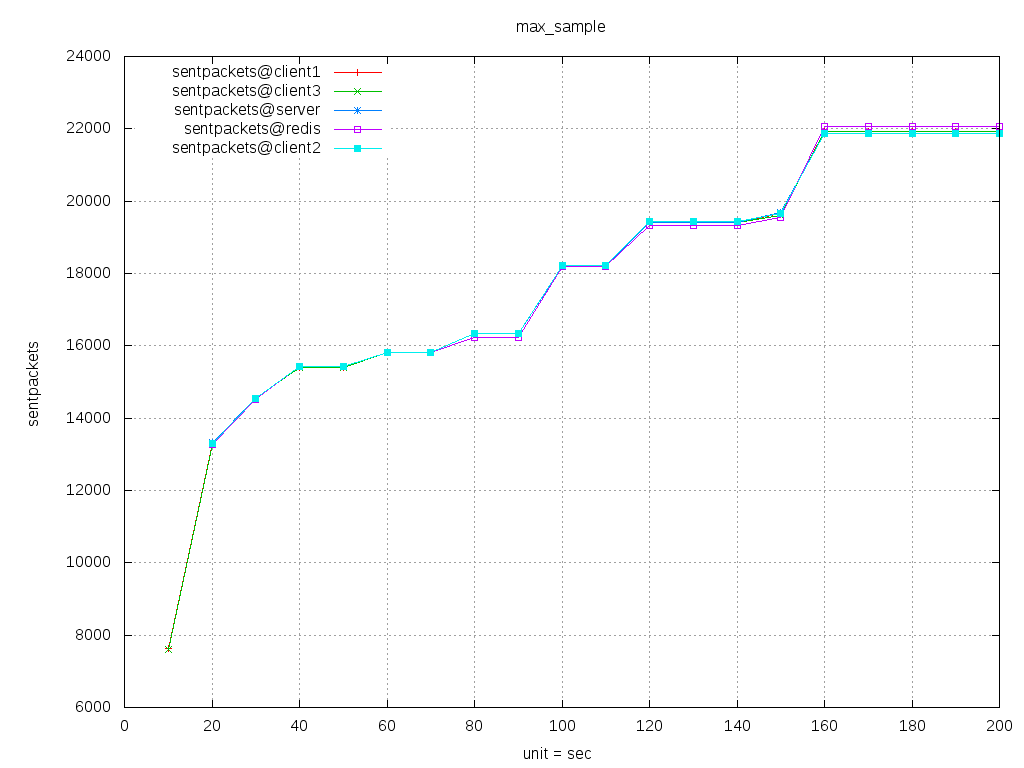 max_sample
24000
22000
20000
18000
16000
14000
12000
10000
8000
6000
sentpackets
sentpackets@client1
sentpackets@client3
sentpackets@server
sentpackets@redis
sentpackets@client2
0 20 40 60 80 100 120 140 160 180 200
unit = sec